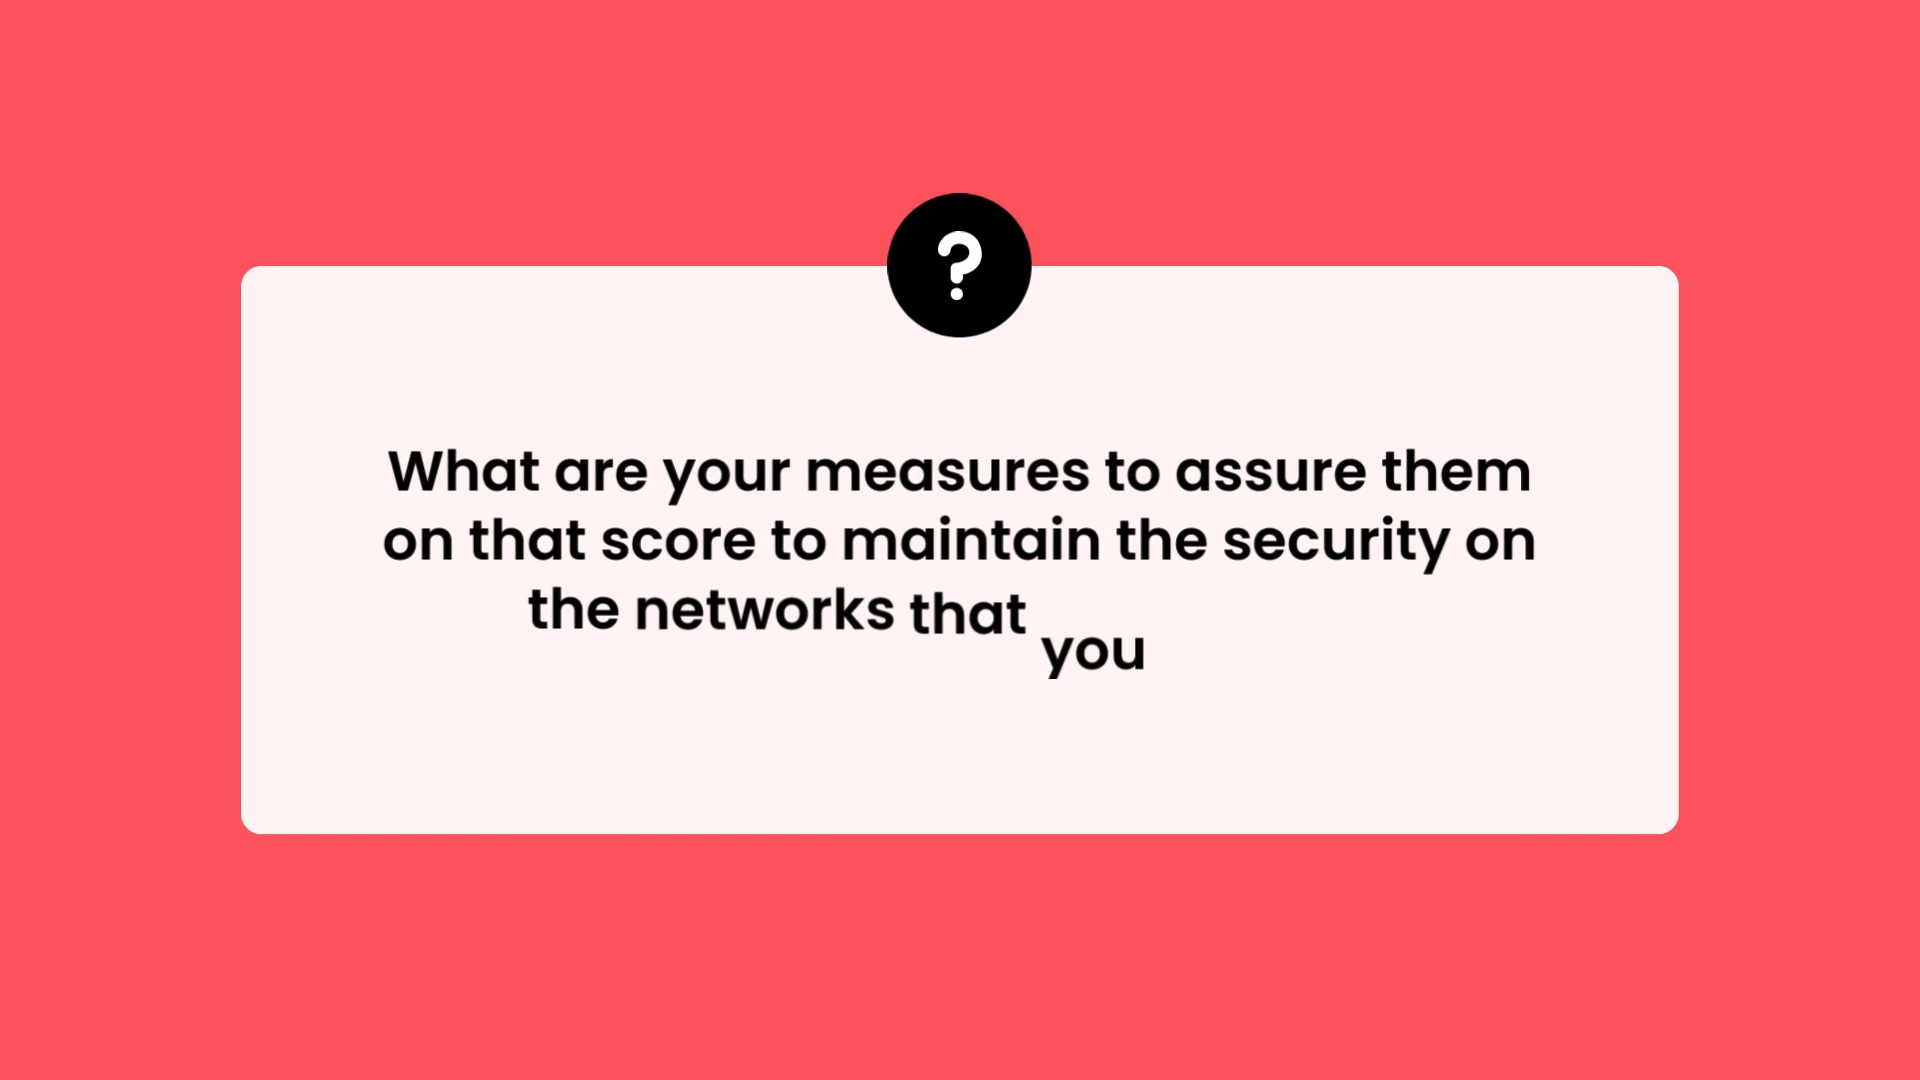 ?
What are your measures to assure them
on that score to maintain the security on
the networks that you